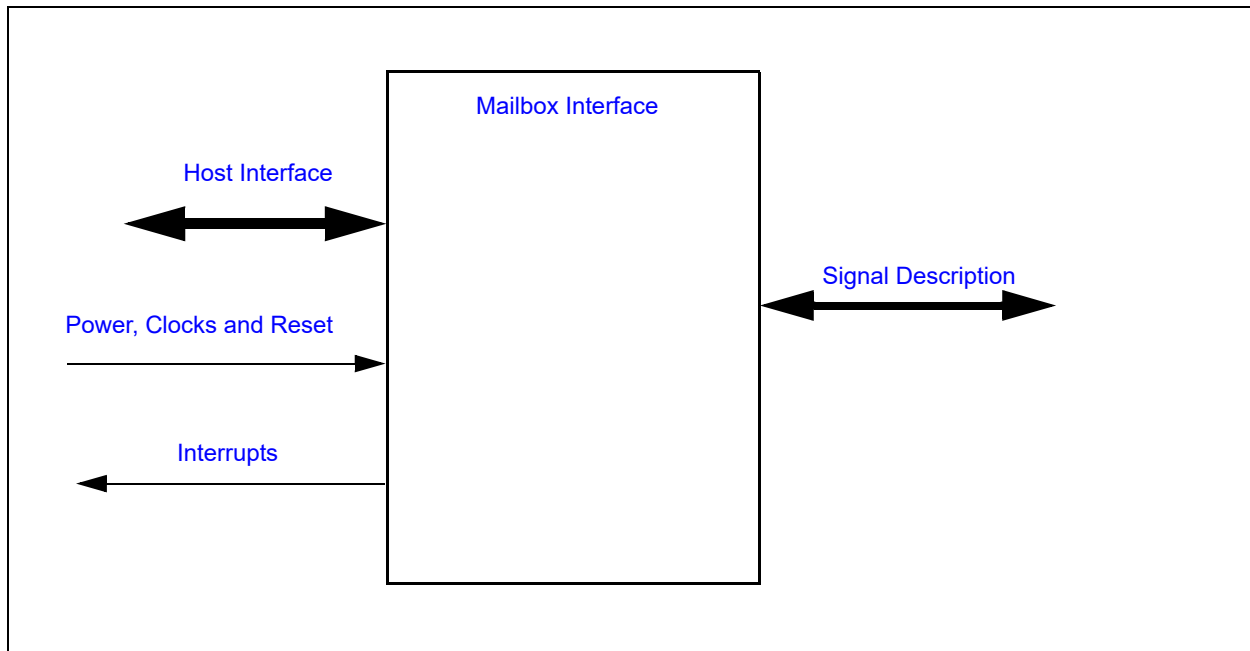 Mailbox Interface
Host Interface
Signal Description
Power, Clocks and Reset
Interrupts